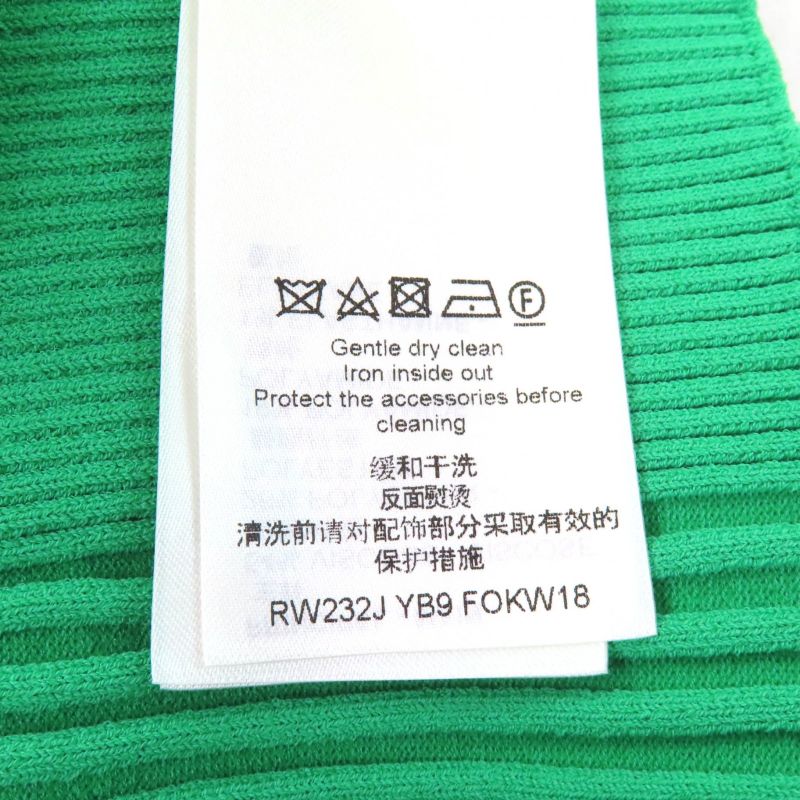 F
Gentle dry clean
Iron inside out
Protect the accessories before
cleaning
缓和干洗
反面熨烫
清洗前请对配饰部分采取有效的
保护措施
RW232J YB9 FOKW18